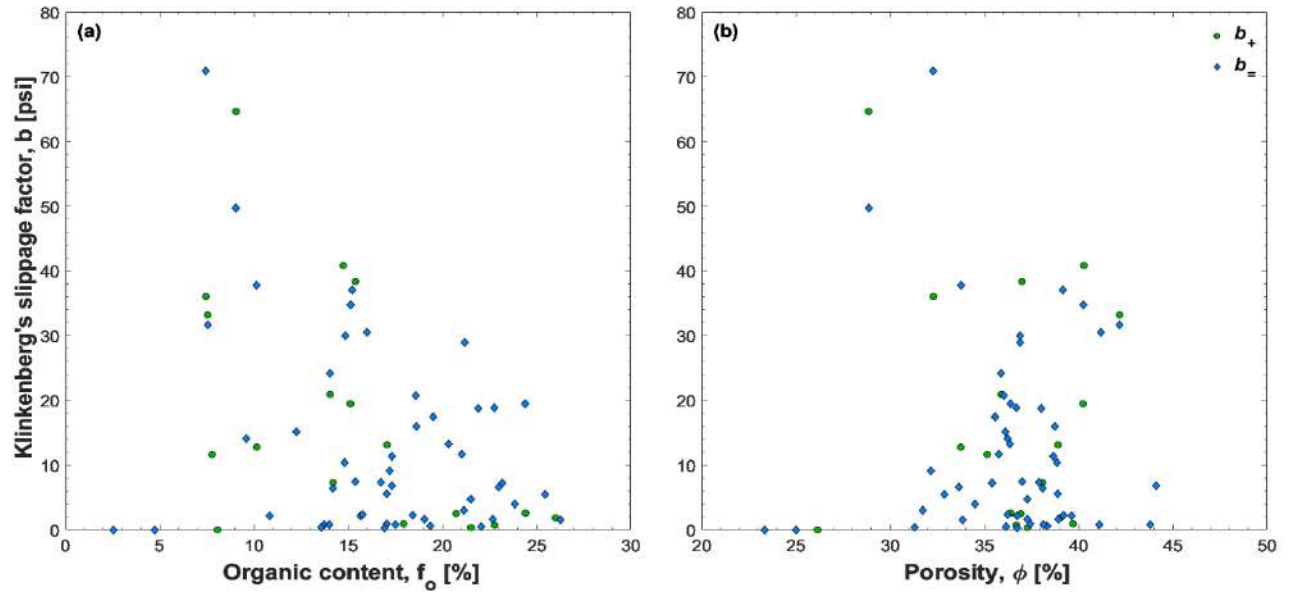 (a)
80
70
60
50
40
30
20
10
0
0 5 10 15 20 25 30
Organic content, fo [%]
Klinkenberg's slippage factor, b [psi]
(b)
b+
b=
80
70
60
50
40
30
20
10
0
20 25 30 35 40 45 50
Porosity, ϕ [%]